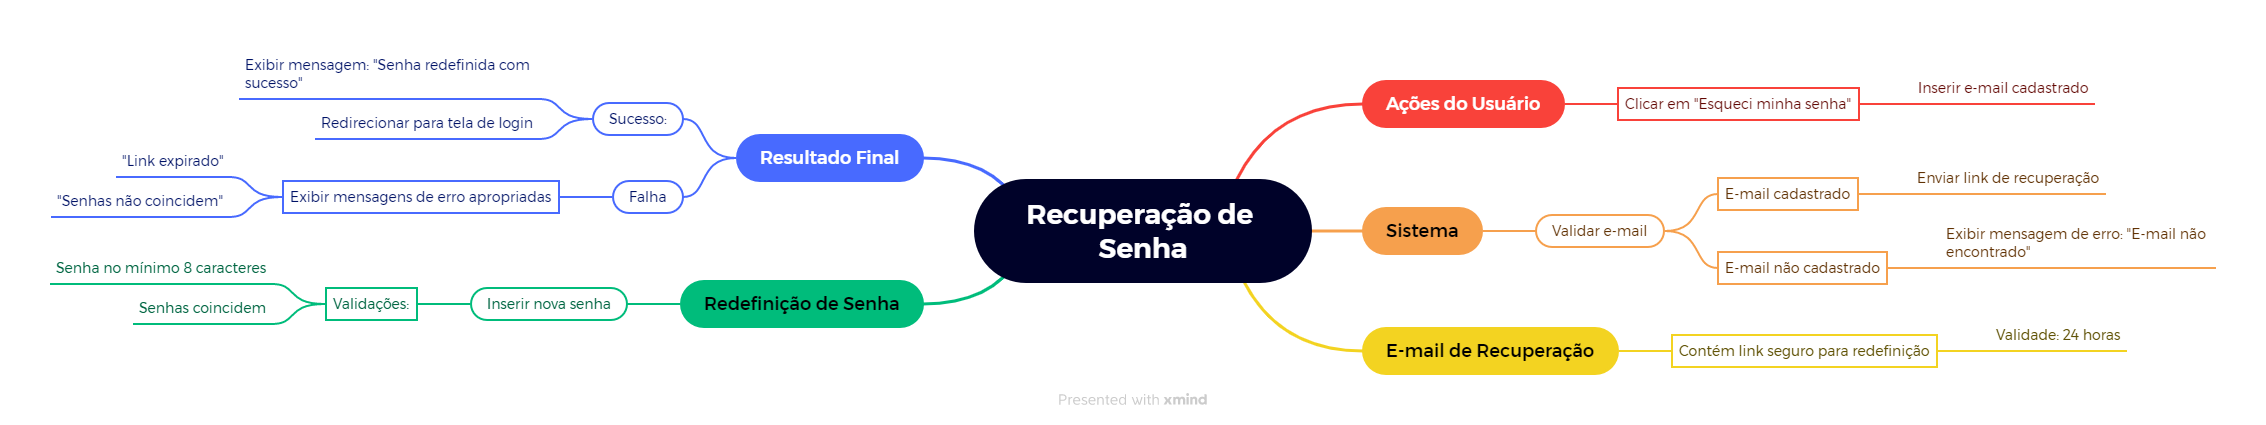 Recuperação de
Senha
Ações do Usuário
Clicar em "Esqueci minha senha"
Inserir e-mail cadastrado
Sistema
Validar e-mail
E-mail cadastrado
Enviar link de recuperação
E-mail não cadastrado
Exibir mensagem de erro: "E-mail não
encontrado"
E-mail de Recuperação
Contém link seguro para redefinição
Validade: 24 horas
Redefinição de Senha
Inserir nova senha
Validações:
Senha no mínimo 8 caracteres
Senhas coincidem
Resultado Final
Sucesso:
Exibir mensagem: "Senha redefinida com
sucesso"
Redirecionar para tela de login
Falha
Exibir mensagens de erro apropriadas
"Link expirado"
"Senhas não coincidem"
Presented with xmind